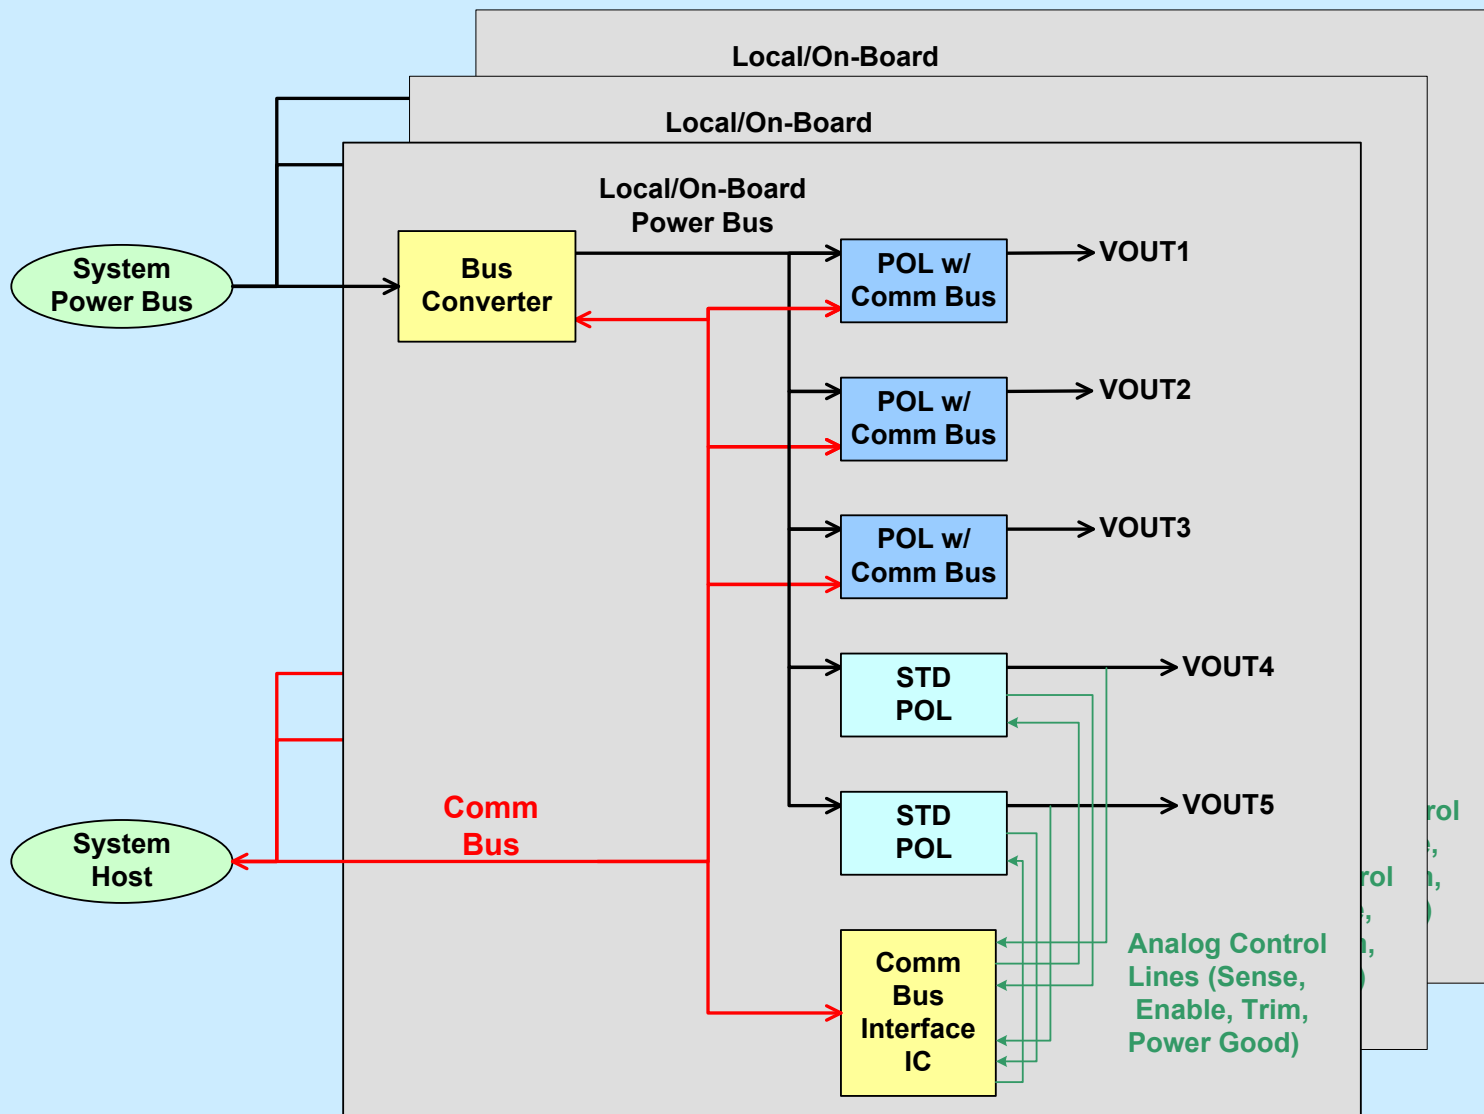 Local/On-Board
Local/On-Board
Local/On-Board
Power Bus
System
Power Bus
Bus
Converter
POL w/
Comm Bus
VOUT1
POL w/
Comm Bus
VOUT2
POL w/
Comm Bus
VOUT3
STD
POL
VOUT4
STD
POL
VOUT5
Comm
Bus
System
Host
Comm
Bus
Interface
IC
Analog Control
Lines (Sense,
Enable, Trim,
Power Good)